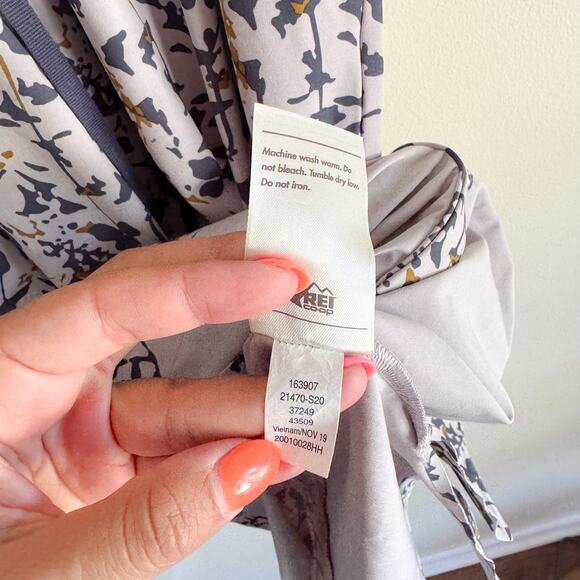 Machine wash warm. Do
not bleach. Tumble dry low.
Do not iron.
REI
co·op
163907
21470-S20
37249
43509
Vietnam/NOV 19
20010028HH